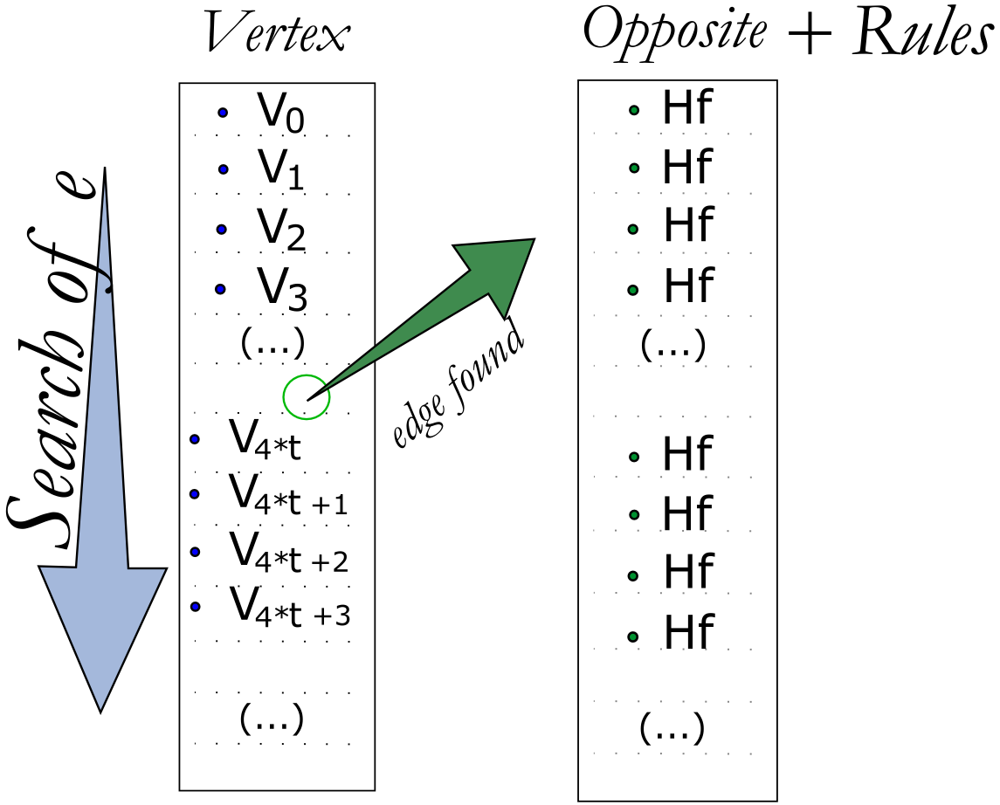 Vertex
Opposite + Rules
Search of e
V0
V1
V2
V3
(...)
V4*t
V4*t +1
V4*t +2
V4*t +3
(...)
edge found
Hf
Hf
Hf
Hf
(...)
Hf
Hf
Hf
Hf
(...)